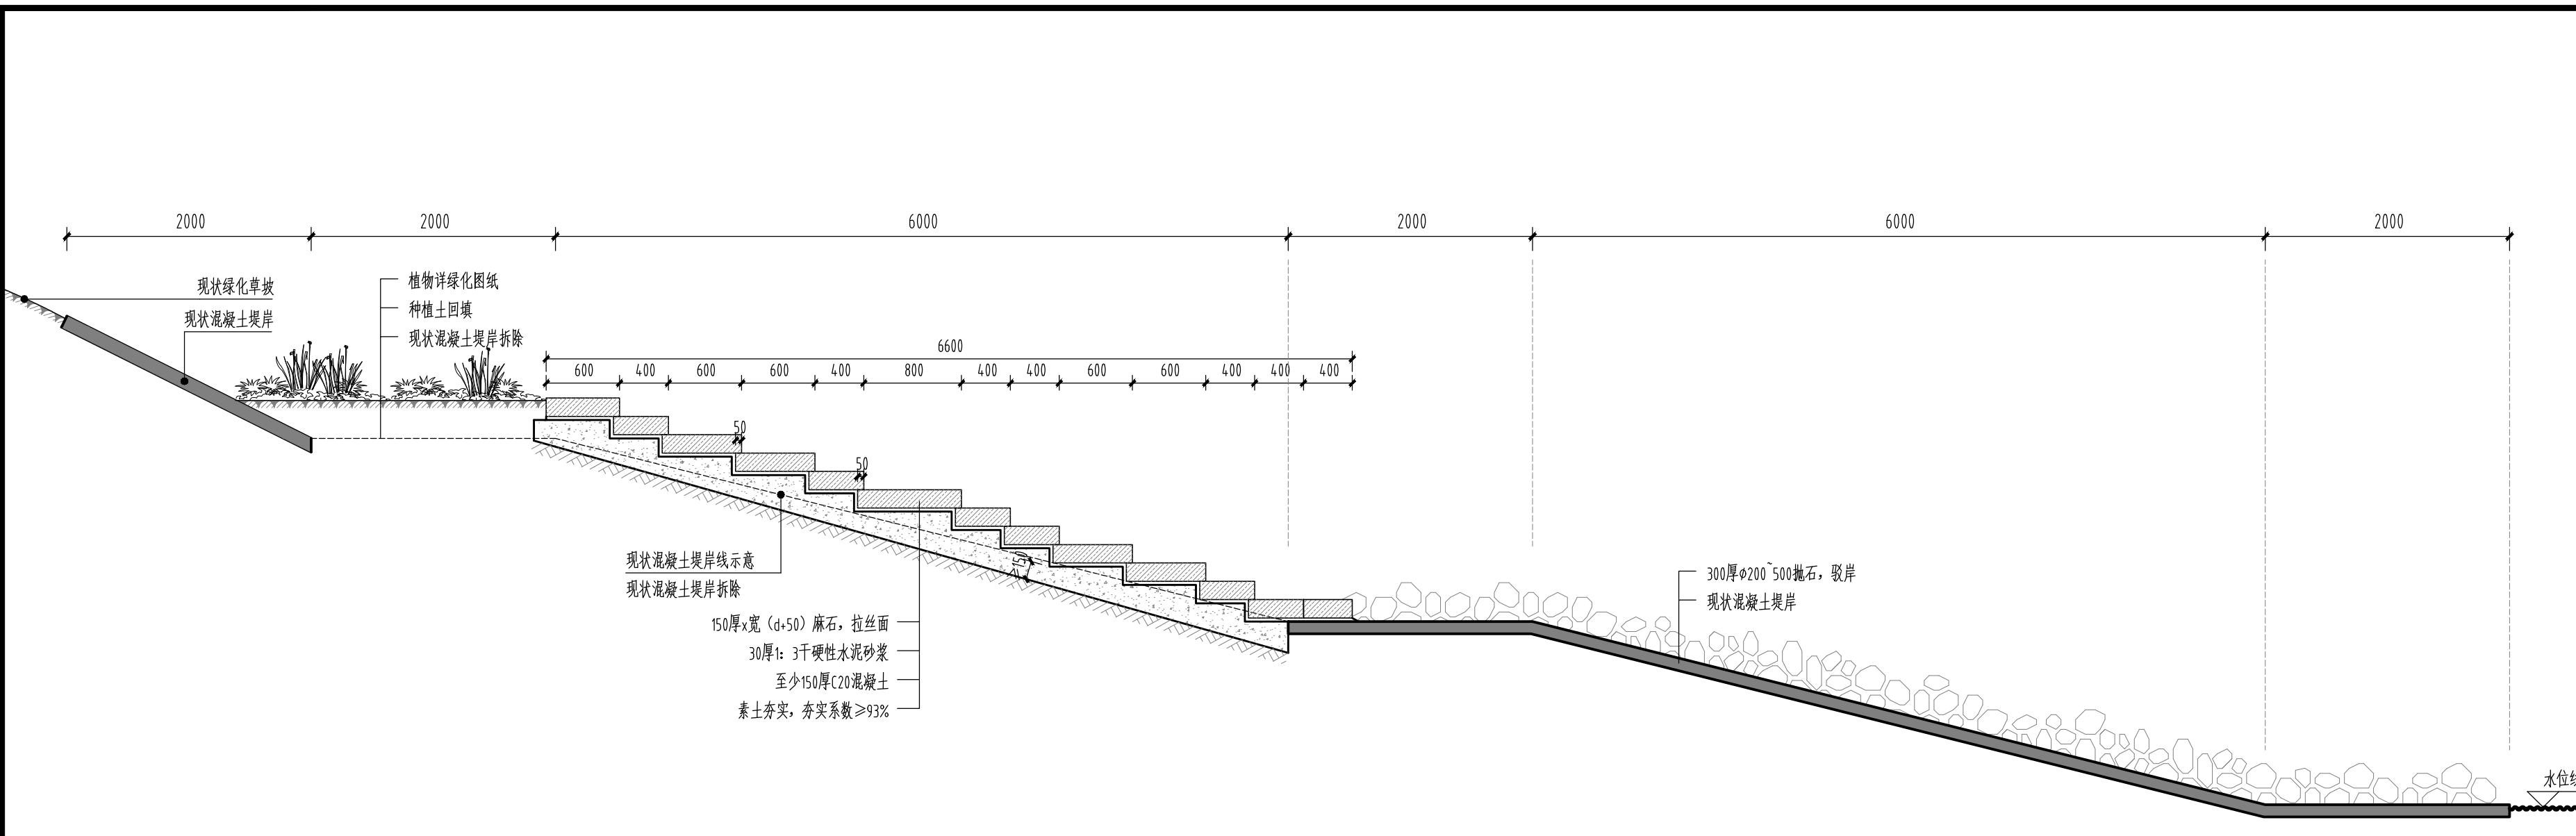 2000
2000
6000
2000
6000
2000
现状绿化草坡
现状混凝土堤岸
植物详绿化图纸
种植土回填
现状混凝土堤岸拆除
6600
600
400
600
600
400
800
400
400
600
600
400
400
400
50
50
≥150
现状混凝土堤岸线示意
现状混凝土堤岸拆除
150厚x宽（d+50）麻石，拉丝面
30厚1：3干硬性水泥砂浆
至少150厚C20混凝土
素土夯实，夯实系数≥93%
300厚φ200~500抛石，驳岸
现状混凝土堤岸
水位